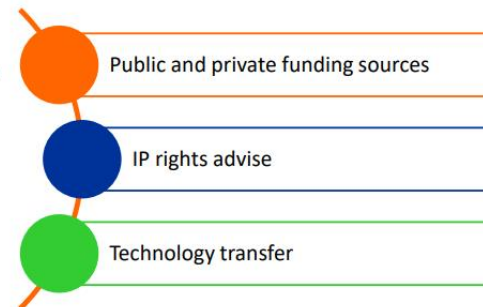 Public and private funding sources
IP rights advise
Technology transfer